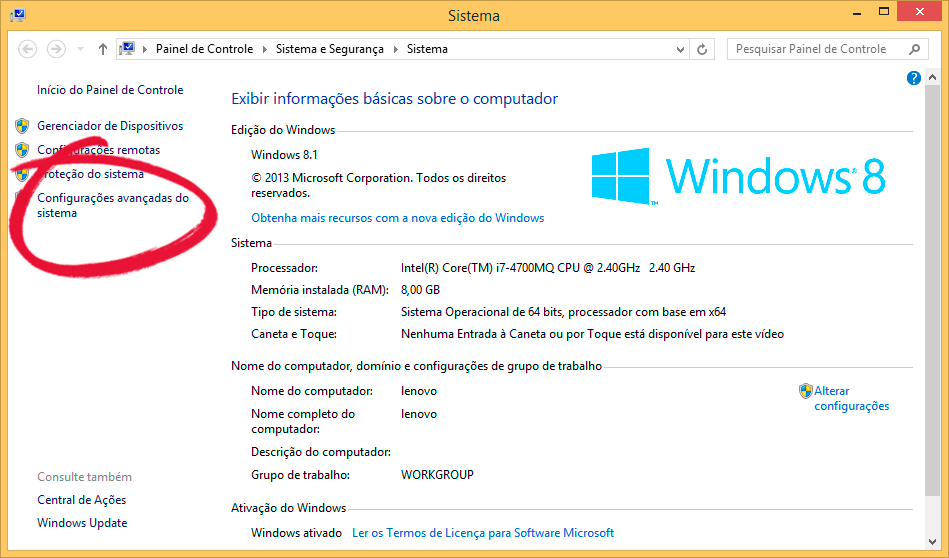 Sistema
Painel de Controle
Sistema e Segurança
Sistema
Pesquisar Painel de Controle
Início do Painel de Controle
Gerenciador de Dispositivos
Configurações remotas
Proteção do sistema
Configurações avançadas do
sistema
Consulte também
Central de Ações
Windows Update
Exibir informações básicas sobre o computador
Edição do Windows
Windows 8.1
© 2013 Microsoft Corporation. Todos os direitos
reservados.
Obtenha mais recursos com a nova edição do Windows
Windows® 8
Sistema
Processador: Intel(R) Core(TM) i7-4700MQ CPU @ 2.40GHz 2.40 GHz
Memória instalada (RAM): 8,00 GB
Tipo de sistema: Sistema Operacional de 64 bits, processador com base em x64
Caneta e Toque: Nenhuma Entrada à Caneta ou por Toque está disponível para este vídeo
Nome do computador, domínio e configurações de grupo de trabalho
Nome do computador: lenovo
Alterar
configurações
Nome completo do
computador: lenovo
Descrição do computador:
Grupo de trabalho: WORKGROUP
Ativação do Windows
Windows ativado Ler os Termos de Licença para Software Microsoft